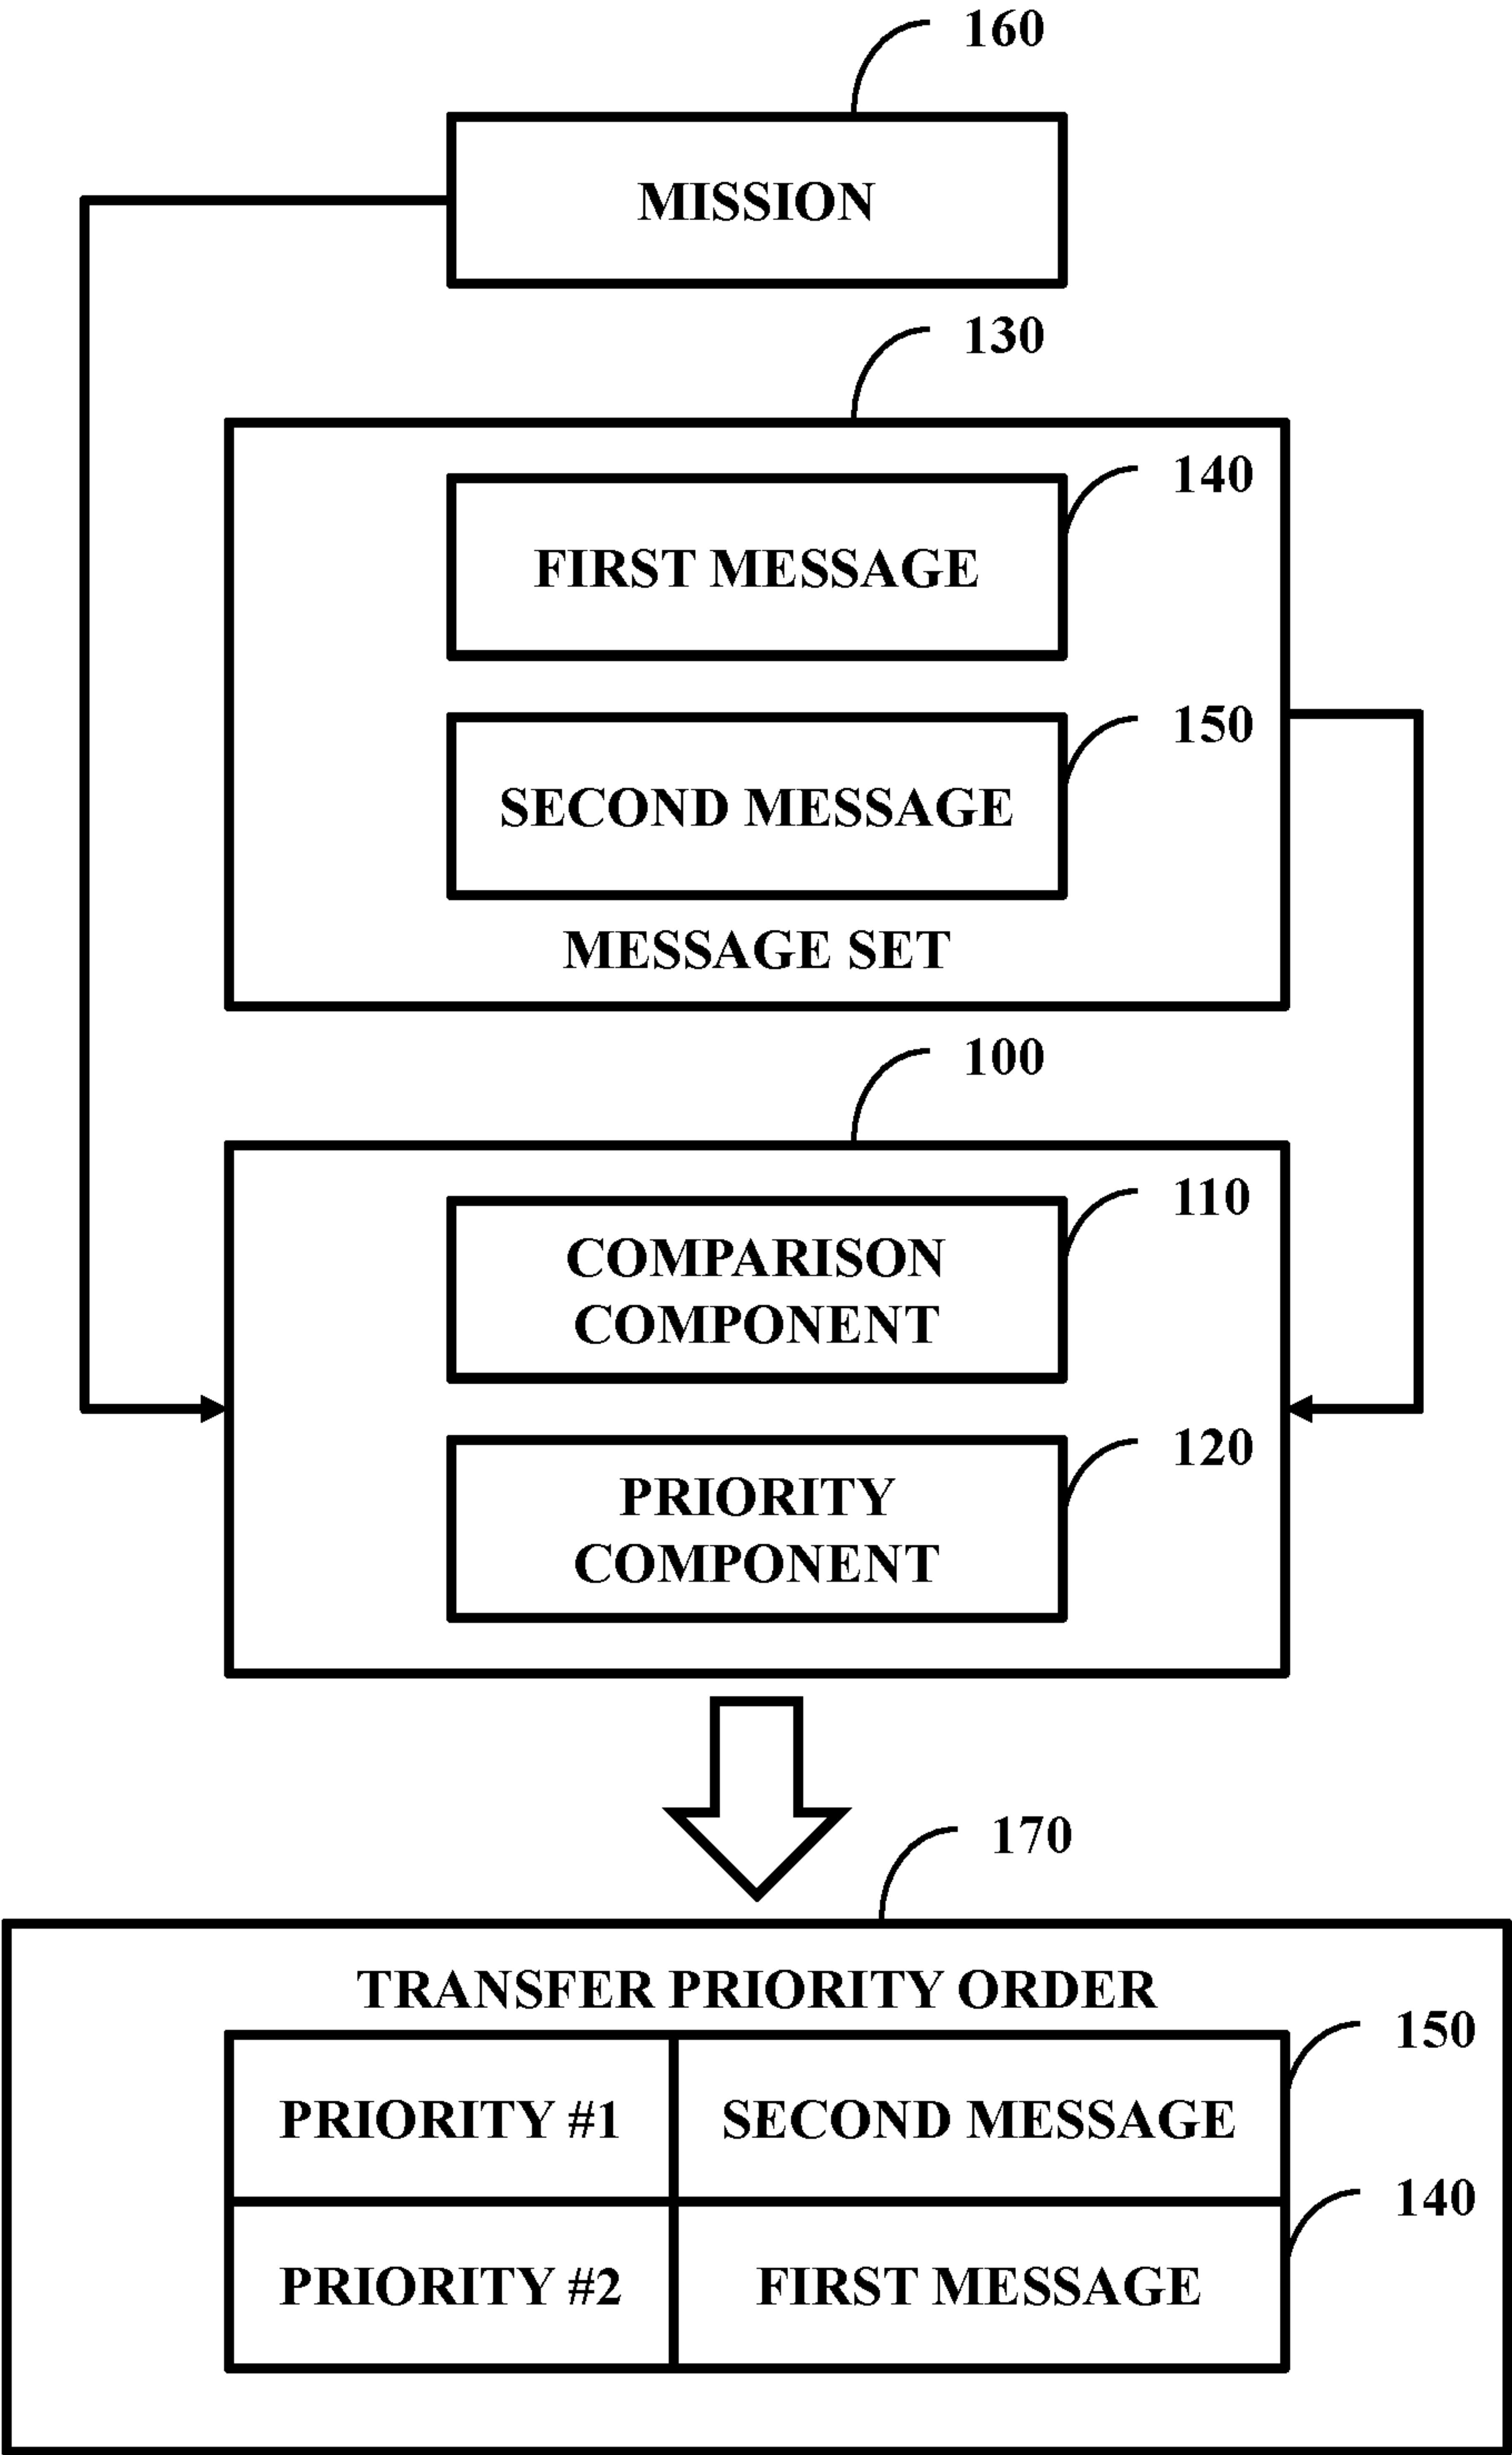 160
MISSION
130
140
FIRST MESSAGE
150
SECOND MESSAGE
MESSAGE SET
100
110
COMPARISON
COMPONENT
120
PRIORITY
COMPONENT
170
TRANSFER PRIORITY ORDER
150
PRIORITY #1 SECOND MESSAGE
140
PRIORITY #2 FIRST MESSAGE